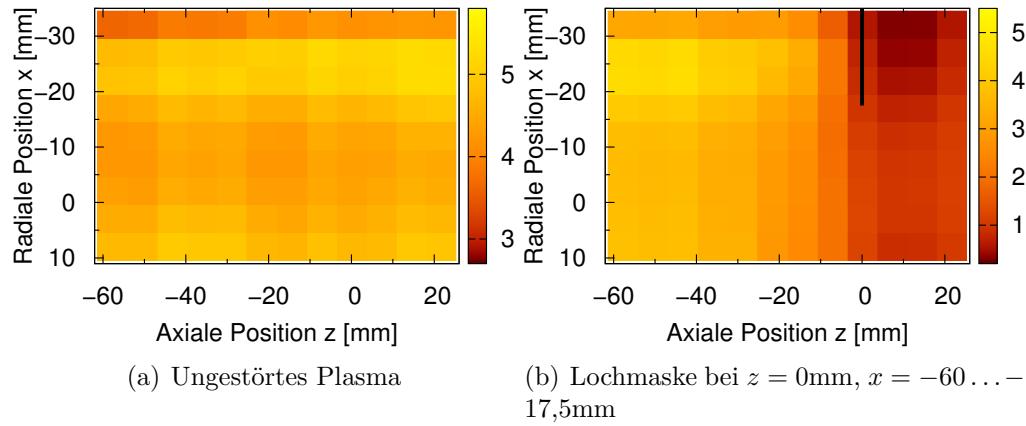 Radiale Position x [mm]
−30
−20
−10
0
10
−60 −40 −20 0 20
Axiale Position z [mm]
5
4
3
(a) Ungestörtes Plasma
Radiale Position x [mm]
−30
−20
−10
0
10
−60 −40 −20 0 20
Axiale Position z [mm]
5
4
3
2
1
(b) Lochmaske bei z = 0mm, x = −60 . . . −
17,5mm